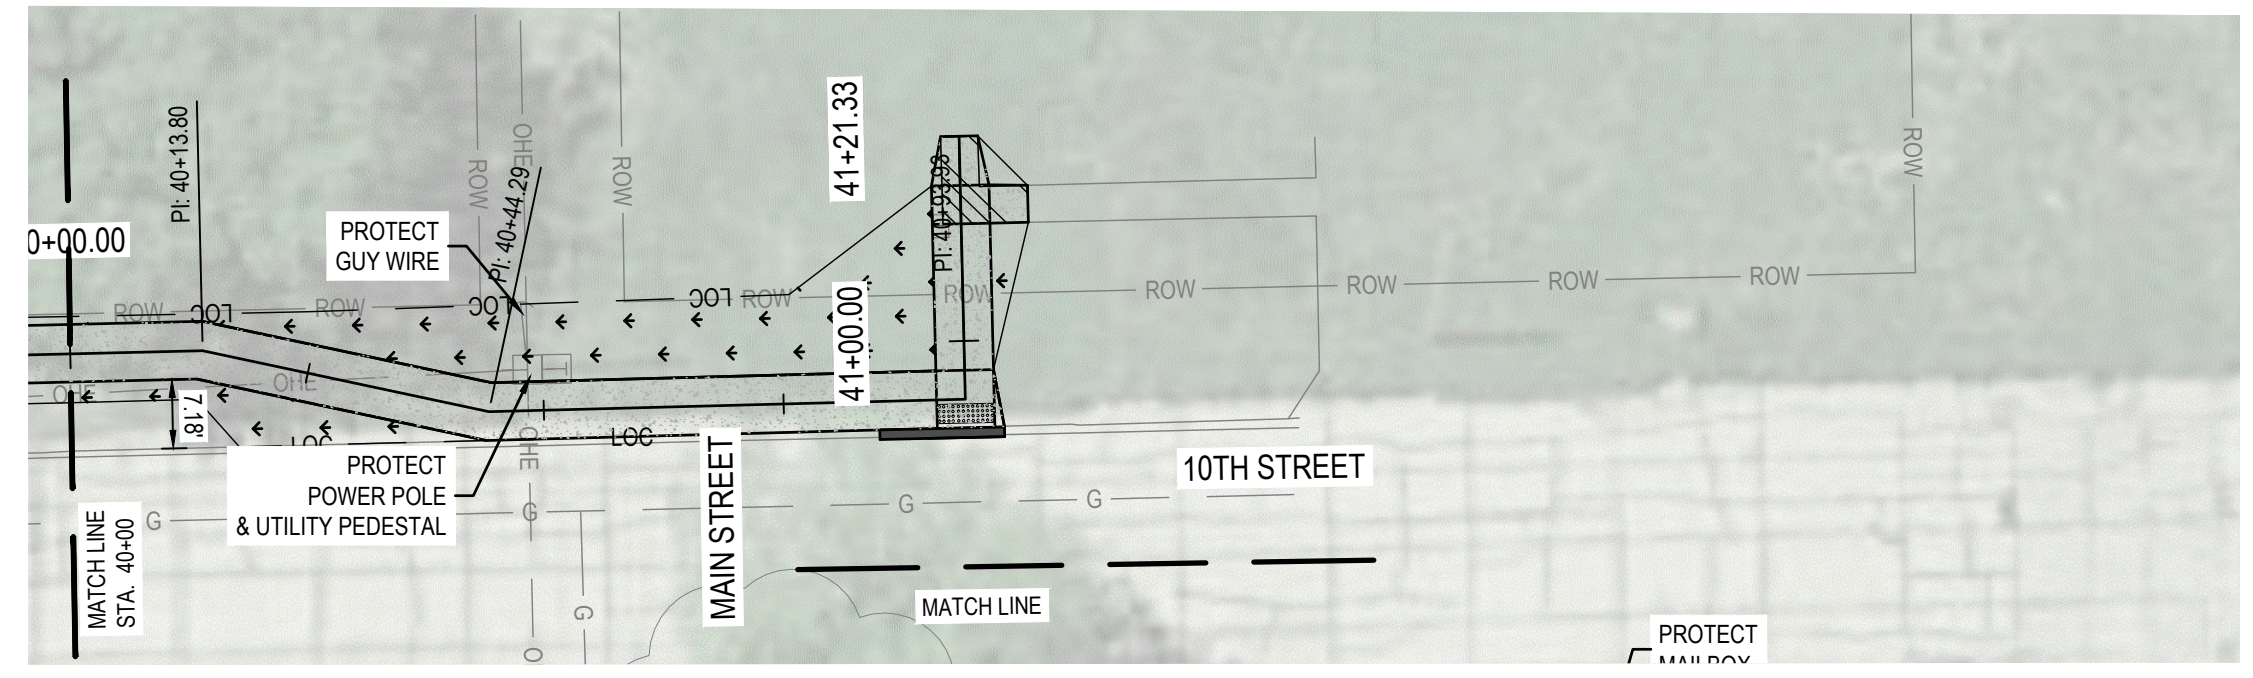 41+21.33
PI: 40+13.80
OHE
ROW
ROW
ROW
PI: 40+44.29
PI: 40+93.93
PROTECT
GUY WIRE
0+00.00
ROW
LOC
ROW
LOC
LOC
ROW
ROW
ROW
ROW
ROW
ROW
41+00.00
OHE
OHE
7.18'
LOC
LOC
OHE
PROTECT
POWER POLE
& UTILITY PEDESTAL
MAIN STREET
10TH STREET
G
G
G
G
MATCH LINE
STA. 40+00
G
O
MATCH LINE
PROTECT
MAILBOX